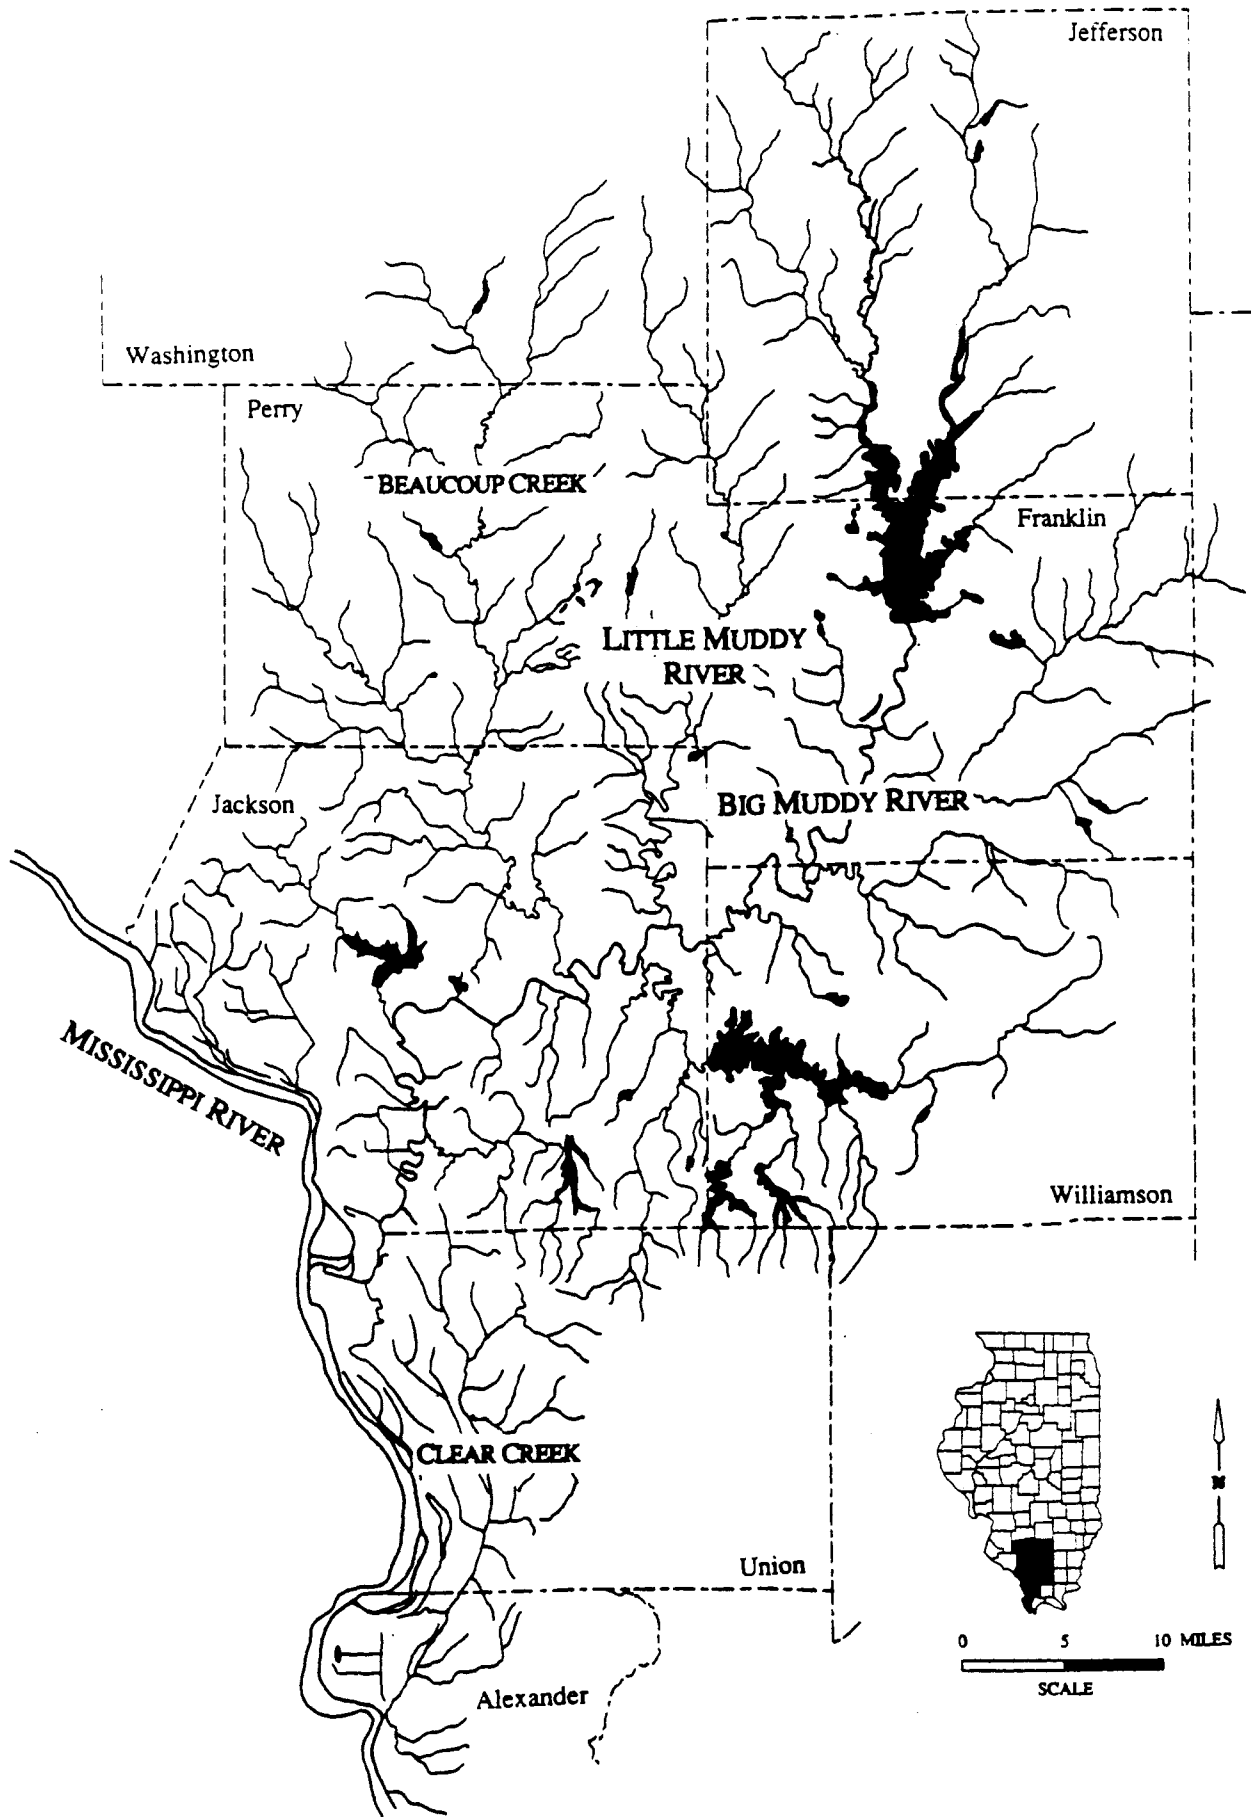 Jefferson
Washington
Perry
BEAUCOUP CREEK
Franklin
LITTLE MUDDY
RIVER
Jackson
BIG MUDDY RIVER
MISSISSIPPI RIVER
Williamson
CLEAR CREEK
N
Union
0 5 10 MILES
SCALE
Alexander